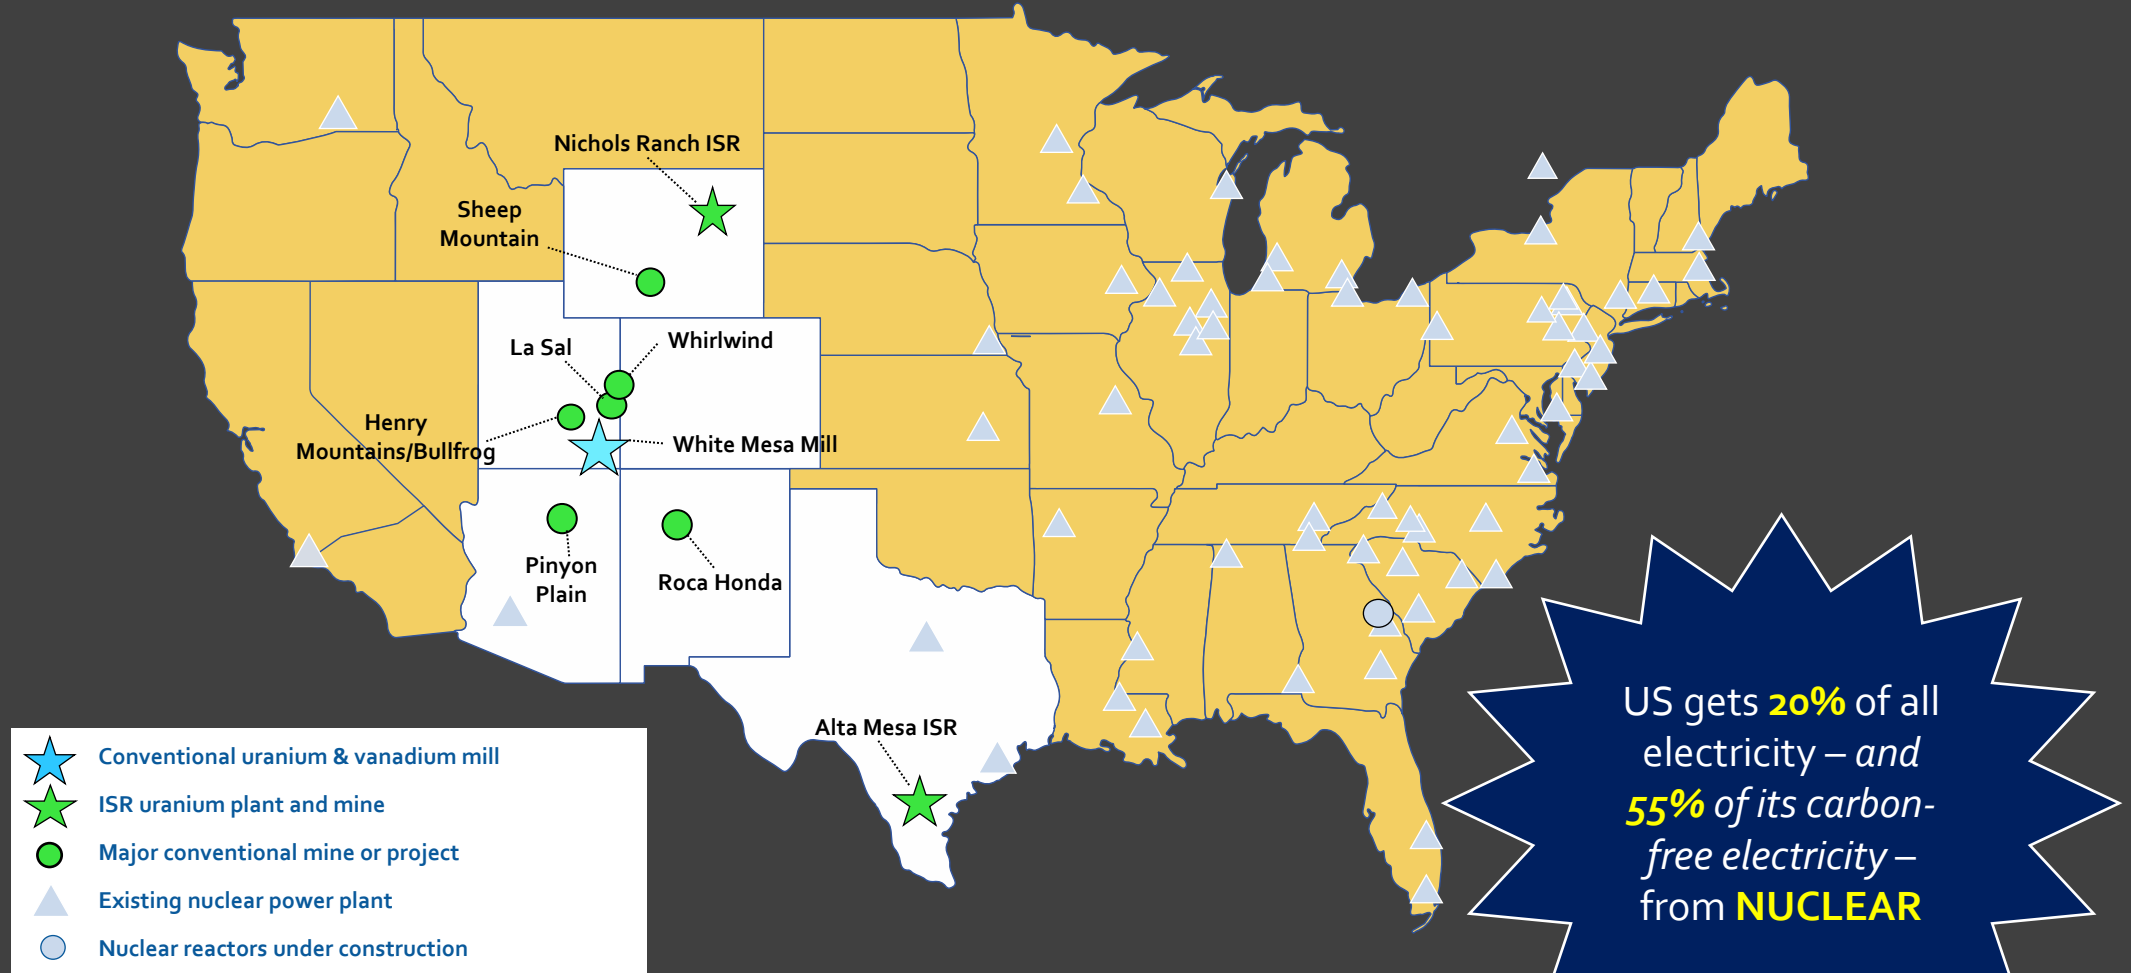 Nichols Ranch ISR
Sheep
Mountain
La Sal
Whirlwind
Henry
Mountains/Bullfrog
White Mesa Mill
Pinyon
Plain
Roca Honda
Alta Mesa ISR
Conventional uranium & vanadium mill
ISR uranium plant and mine
Major conventional mine or project
Existing nuclear power plant
Nuclear reactors under construction
US gets 20% of all
electricity – and
55% of its carbon-
free electricity –
from NUCLEAR